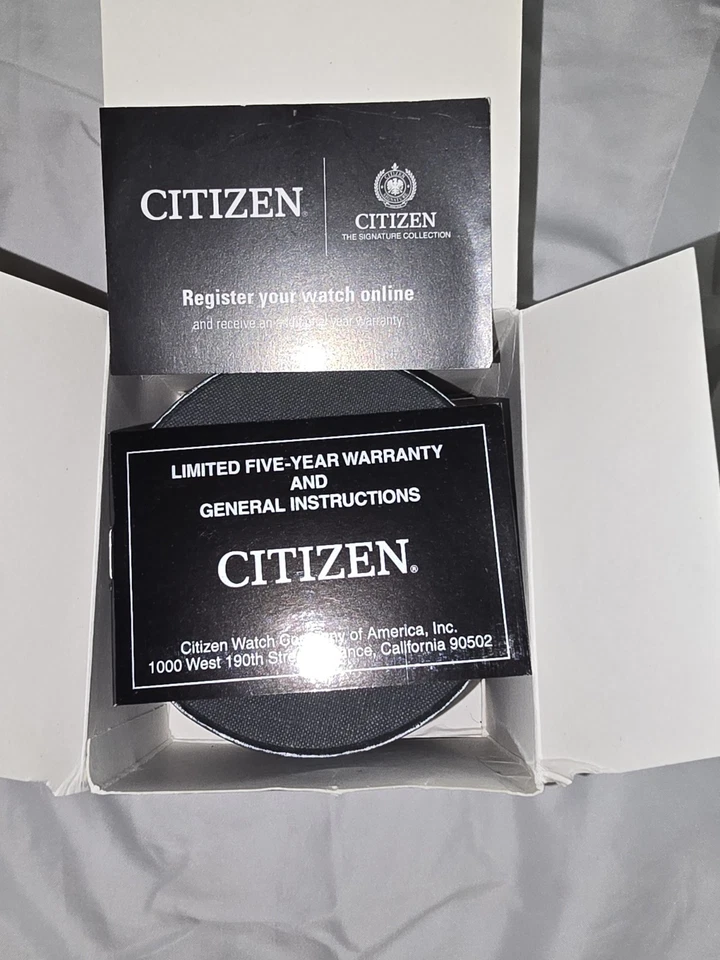 CITIZEN
CITIZEN
THE SIGNATURE COLLECTION
Register your watch online
and receive an additional year warranty
LIMITED FIVE-YEAR WARRANTY
AND
GENERAL INSTRUCTIONS
CITIZEN®
Citizen Watch of America, Inc.
1000 West 190th California 90502